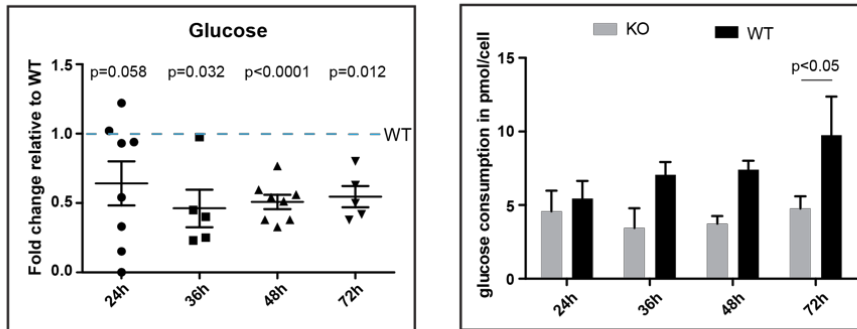 Glucose
p=0.058 p=0.032 p<0.0001 p=0.012
Fold change relative to WT
1.5
1.0
0.5
0.0
WT
24h 36h 48h 72h
KO WT
p<0.05
glucose consumption in pmol/cell
15
10
5
0
24h 36h 48h 72h